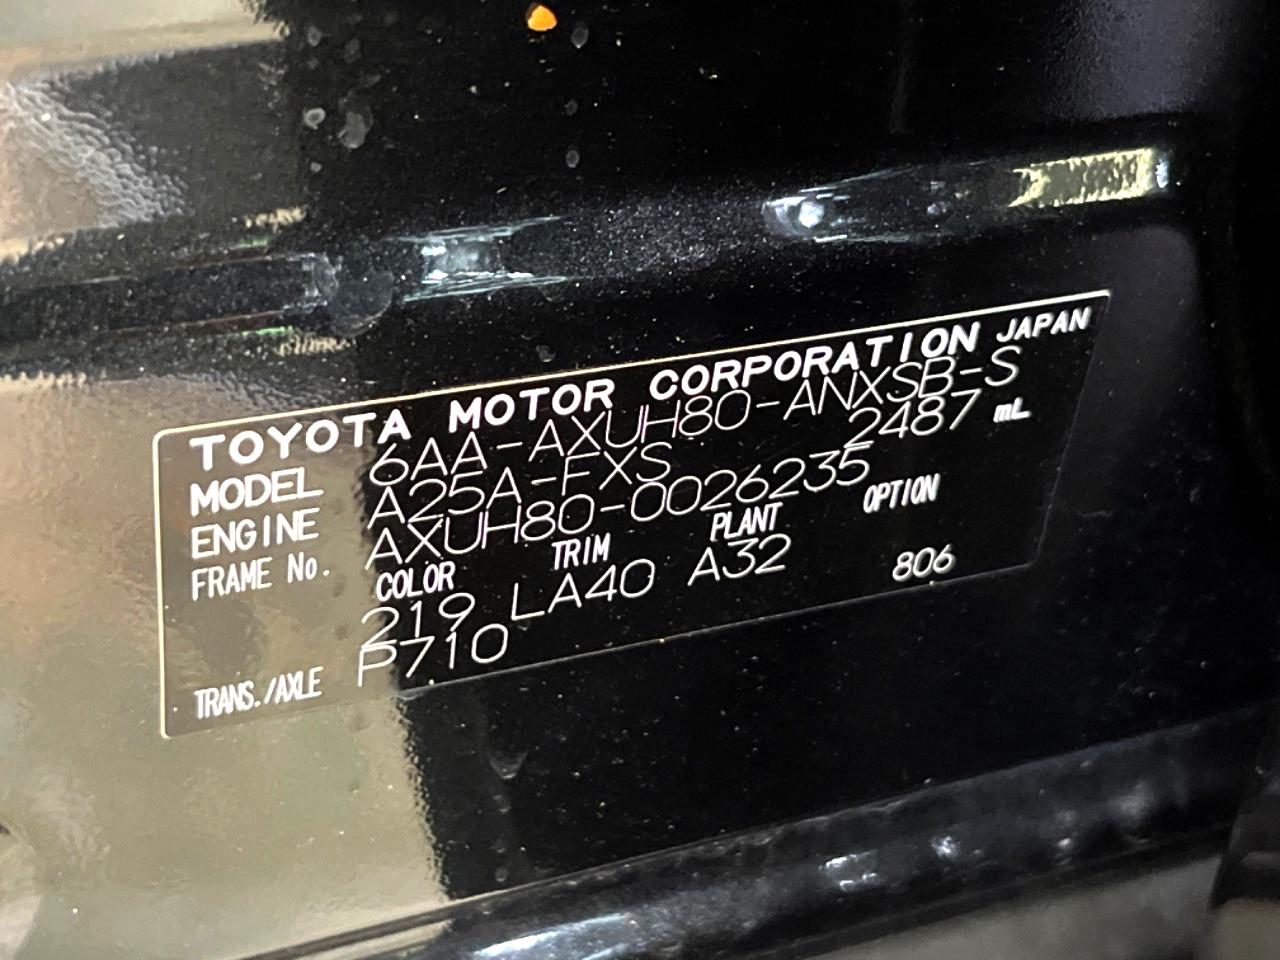 TOYOTA MOTOR CORPORATION JAPAN
MODEL 6AA-AXUH80-ANXSB-S
ENGINE A25A-FXS 2487 mL
FRAME No. AXUH80-0026235
COLOR TRIM PLANT OPTION
219 LA40 A32 806
TRANS./AXLE P710